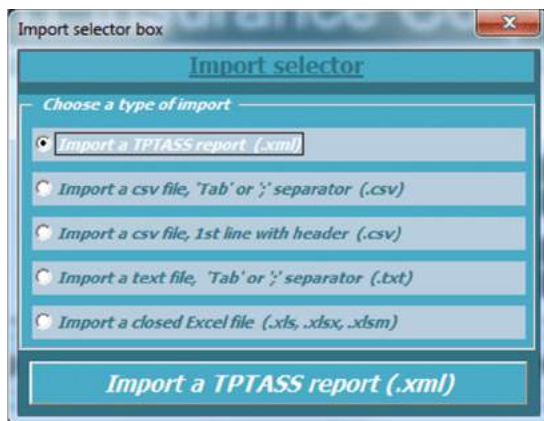 Import selector box
Import selector
Choose a type of import
Import a TPTASS report (.xml)
Import a csv file, 'Tab' or ';' separator (.csv)
Import a csv file, 1st line with header (.csv)
Import a text file, 'Tab' or ';' separator (.txt)
Import a closed Excel file (.xls, .xlsx, .xlsm)
Import a TPTASS report (.xml)